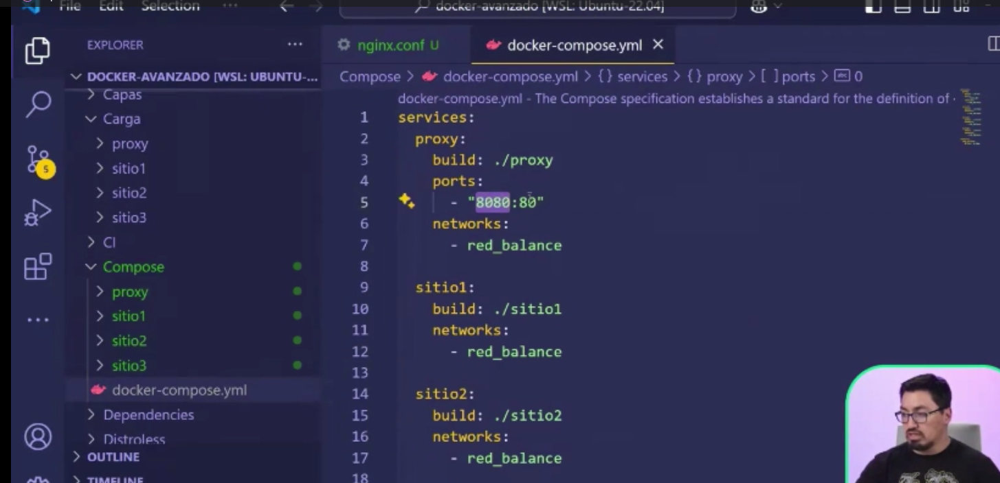 File Edit Selection ··· docker-avanzado [WSL: Ubuntu-22.04]
EXPLORER ···
nginx.conf U
docker-compose.yml
DOCKER-AVANZADO [WSL: UBUNTU-...
Compose > docker-compose.yml > {} services > {} proxy > [ ] ports > abc 0
Capas
Carga
proxy
sitio1
sitio2
sitio3
CI
Compose
proxy
sitio1
sitio2
sitio3
docker-compose.yml
Dependencies
Distroless
OUTLINE
TIMELINE
5
docker-compose.yml - The Compose specification establishes a standard for the definition of
1 services:
2 proxy:
3 build: ./proxy
4 ports:
5 - "8080:80"
6 networks:
7 - red_balance
8
9 sitio1:
10 build: ./sitio1
11 networks:
12 - red_balance
13
14 sitio2:
15 build: ./sitio2
16 networks:
17 - red_balance
18